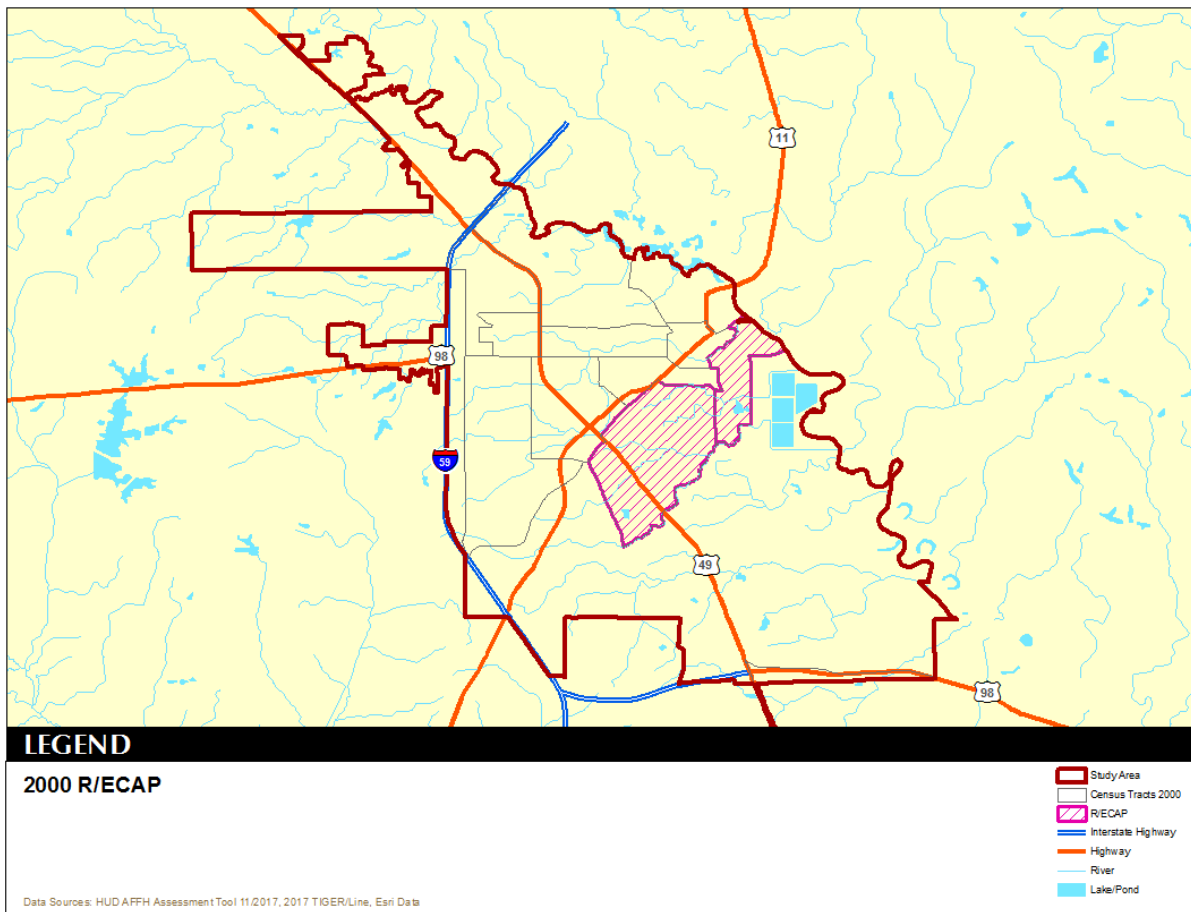 11
98
59
49
98
LEGEND
2000 R/ECAP
Study Area
Census Tracts 2000
R/ECAP
Interstate Highway
Highway
River
Lake/Pond
Data Sources: HUD AFFH Assessment Tool 11/2017, 2017 TIGER/Line, Esri Data